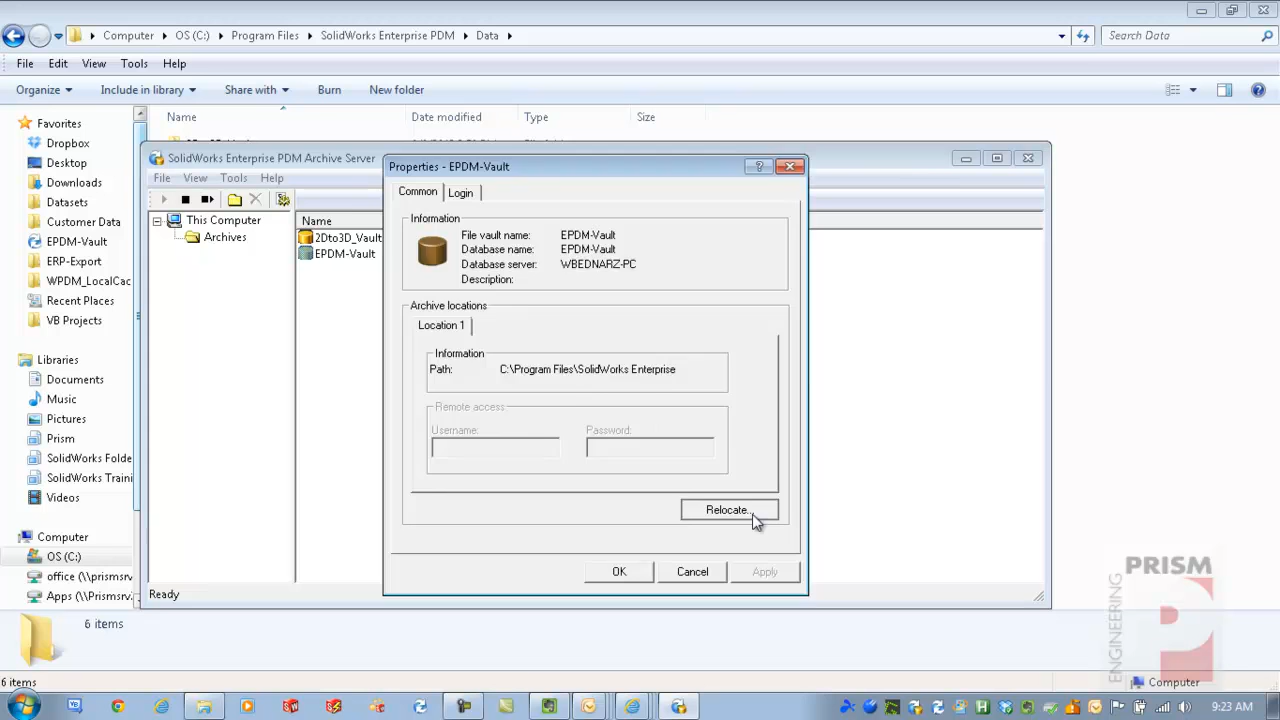 Computer
OS (C:)
Program Files
SolidWorks Enterprise PDM
Data
Search Data
File Edit View Tools Help
Organize
Include in library
Share with
Burn
New folder
Name Date modified Type Size
Favorites
Dropbox
Desktop
Downloads
Datasets
Customer Data
EPDM-Vault
ERP-Export
WPDM_LocalCac
Recent Places
VB Projects
Libraries
Documents
Music
Pictures
Prism
SolidWorks Folde
SolidWorks Traini
Videos
Computer
OS (C:)
office (\\prismsrv
Apps (\\Prismsrv
SolidWorks Enterprise PDM Archive Server
File View Tools Help
This Computer
Archives
Name
2Dto3D_Vault
EPDM-Vault
Ready
Properties - EPDM-Vault
Common
Login
Information
File vault name: EPDM-Vault
Database name: EPDM-Vault
Database server: WBEDNARZ-PC
Description:
Archive locations
Location 1
Information
Path: C:\Program Files\SolidWorks Enterprise
Remote access
Username: Password:
Relocate...
OK
Cancel
Apply
PRISM
ENGINEERING
6 items
6 items
Computer
9:23 AM